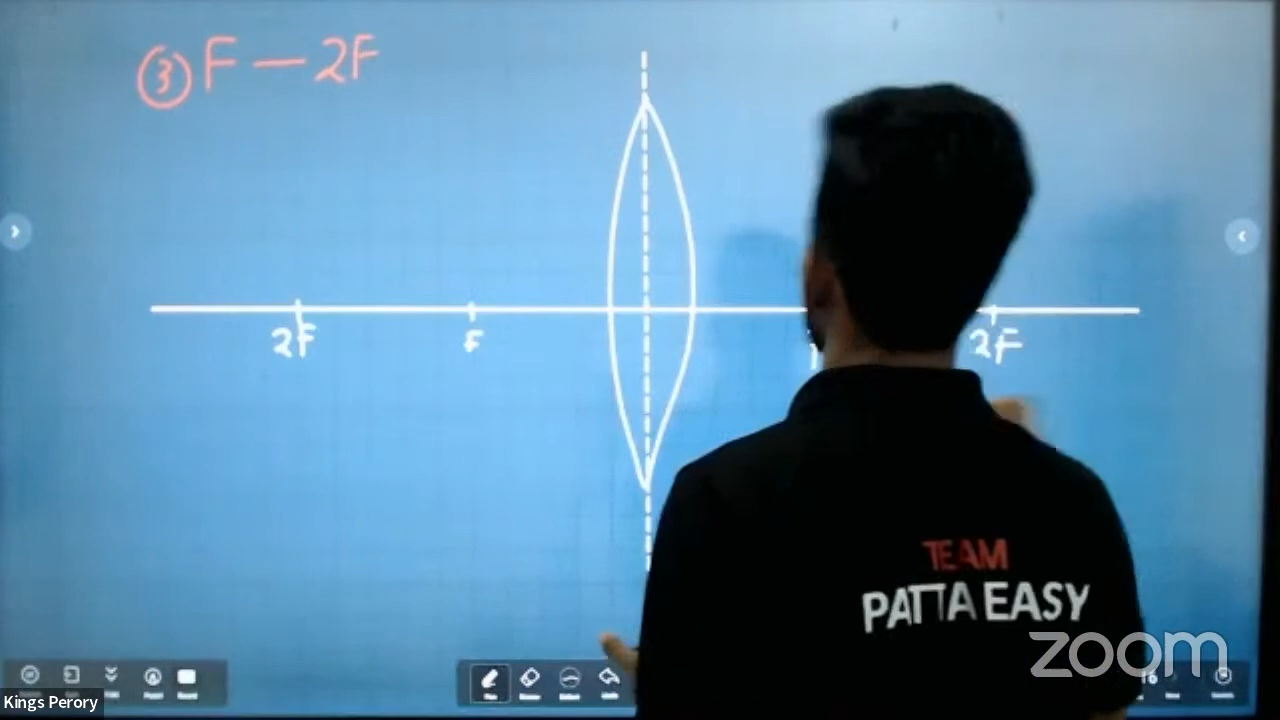 ③ F – 2F
2F F 2F
TEAM
PATTA EASY
zoom
Kings Perory